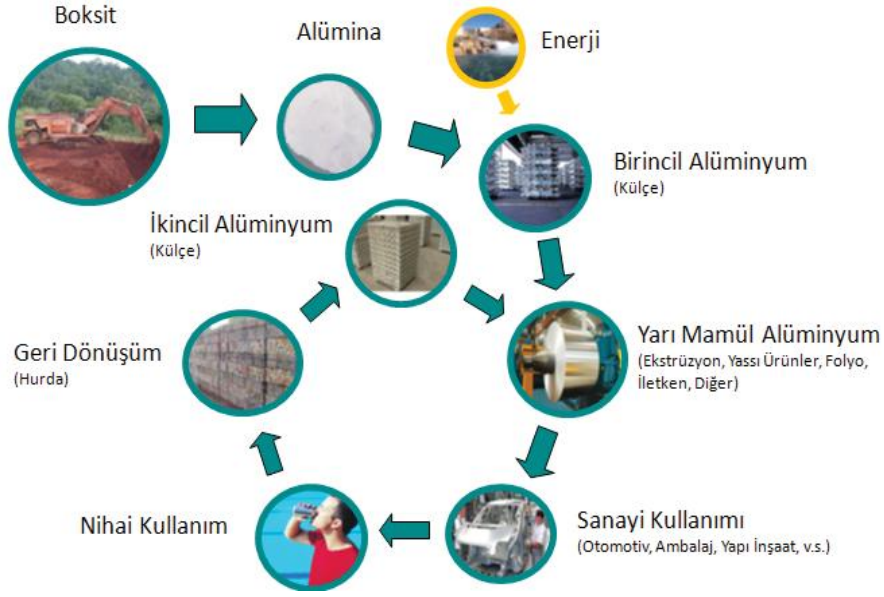 Boksit
Alümina
Enerji
Birincil Alüminyum
(Külçe)
İkincil Alüminyum
(Külçe)
Yarı Mamül Alüminyum
(Ekstrüzyon, Yassı Ürünler, Folyo,
İletken, Diğer)
Geri Dönüşüm
(Hurda)
Nihai Kullanım
Sanayi Kullanımı
(Otomotiv, Ambalaj, Yapı İnşaat, v.s.)